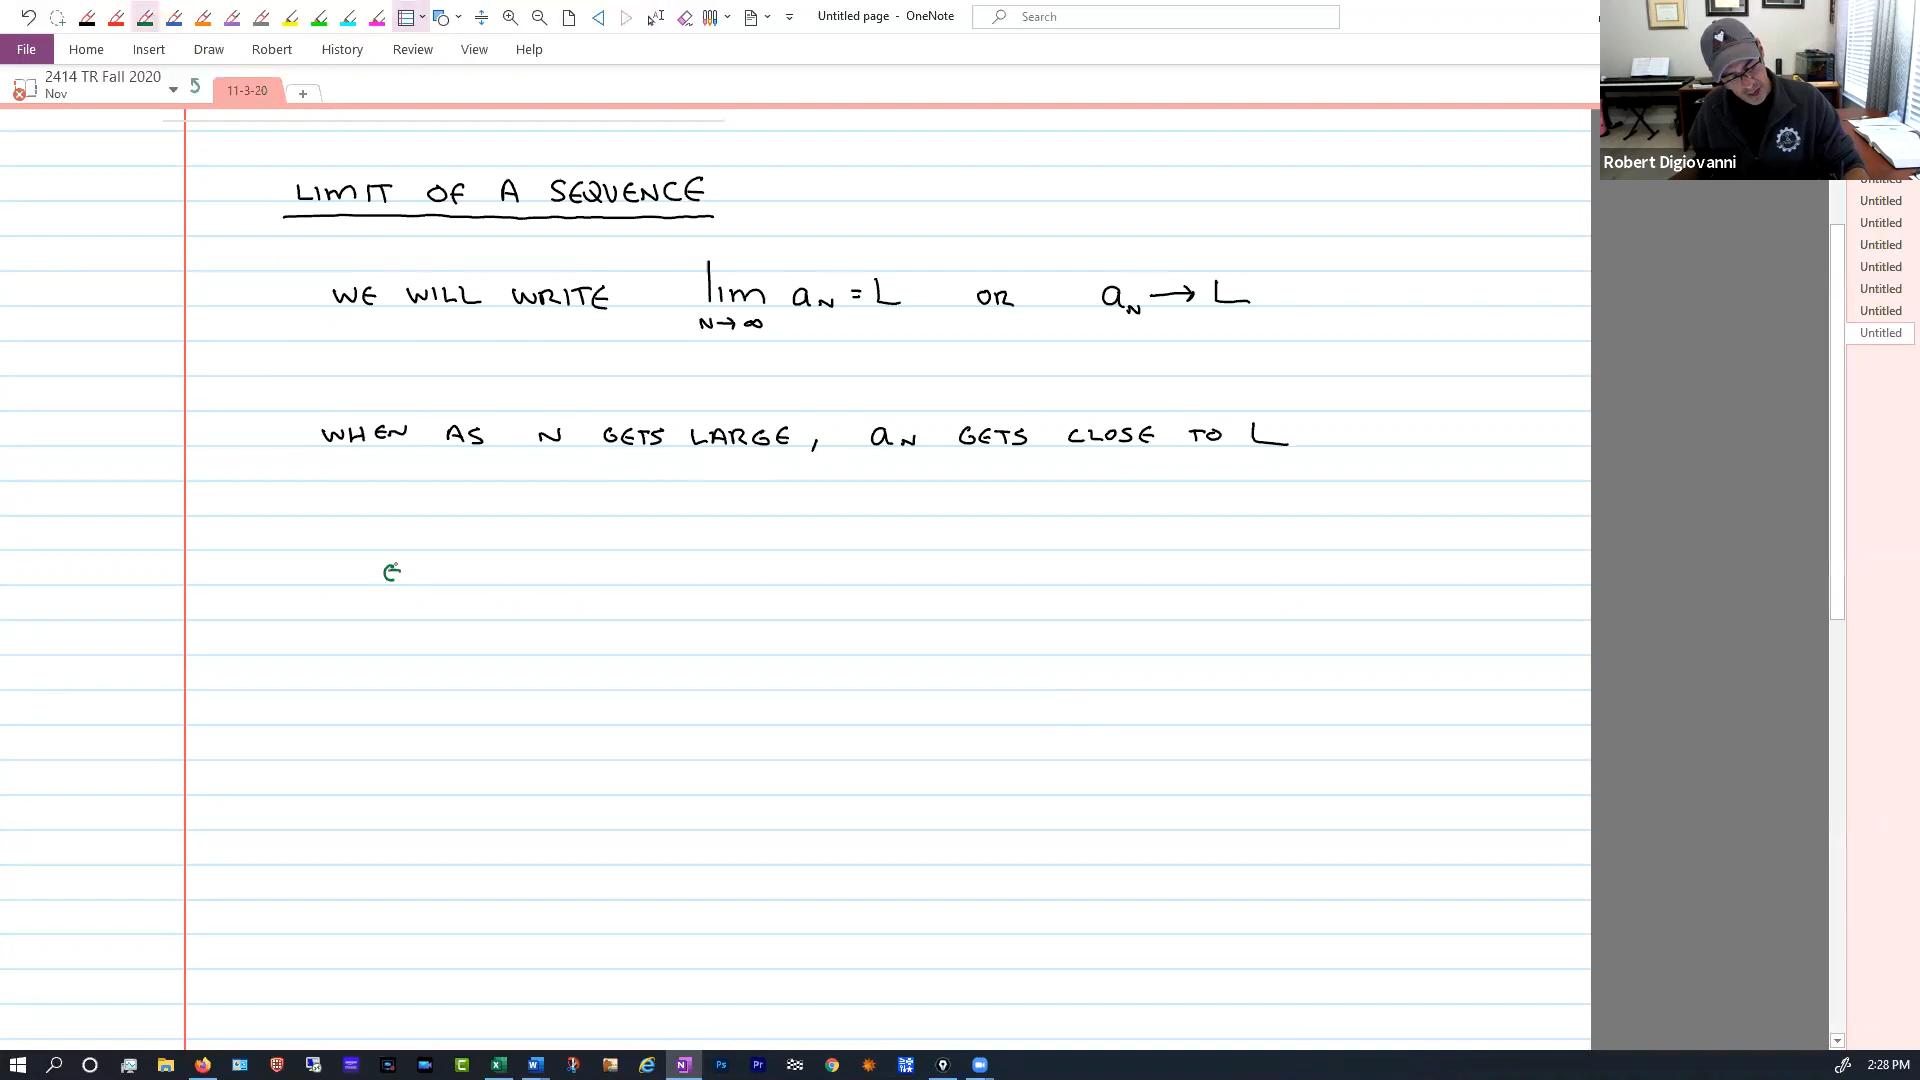 Untitled page - OneNote
Search
File Home Insert Draw Robert History Review View Help
2414 TR Fall 2020
Nov
11-3-20
Robert Digiovanni
Untitled
Untitled
Untitled
Untitled
Untitled
Untitled
Untitled
Untitled
LIMIT OF A SEQUENCE
WE WILL WRITE lim aN = L OR aN → L
N→∞
WHEN AS N GETS LARGE, aN GETS CLOSE TO L
2:28 PM